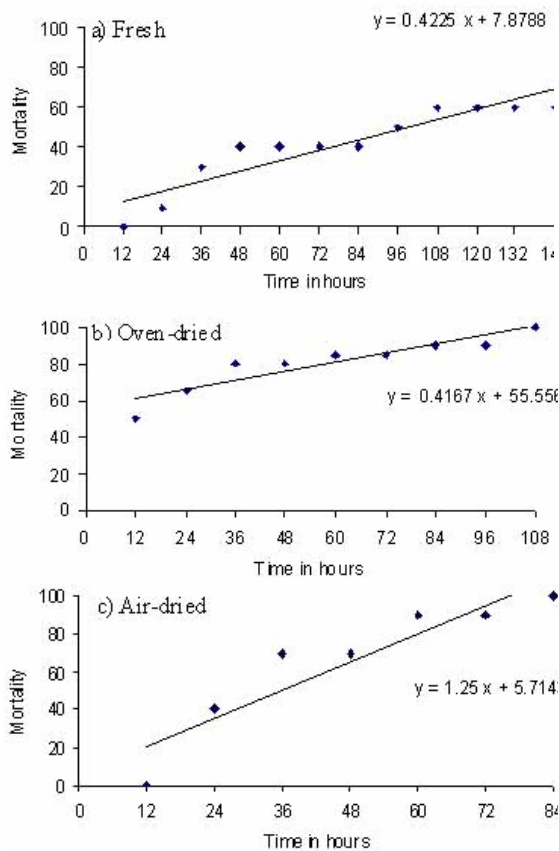 y = 0.4225 x + 7.8788
a) Fresh
100
80
60
40
20
0
Mortality
0 12 24 36 48 60 72 84 96 108 120 132 14
Time in hours
b) Oven-dried
100
80
60
40
20
0
Mortality
y = 0.4167 x + 55.556
0 12 24 36 48 60 72 84 96 108
Time in hours
c) Air-dried
100
80
60
40
20
0
Mortality
y = 1.25 x + 5.7143
0 12 24 36 48 60 72 84
Time in hours